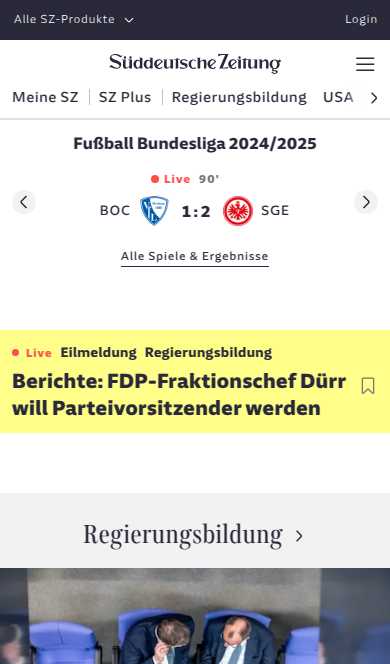 Alle SZ-Produkte
Login
Süddeutsche Zeitung
Meine SZ SZ Plus Regierungsbildung USA
Fußball Bundesliga 2024/2025
Live 90'
BOC 1:2 SGE
Alle Spiele & Ergebnisse
Live Eilmeldung Regierungsbildung
Berichte: FDP-Fraktionschef Dürr
will Parteivorsitzender werden
Regierungsbildung